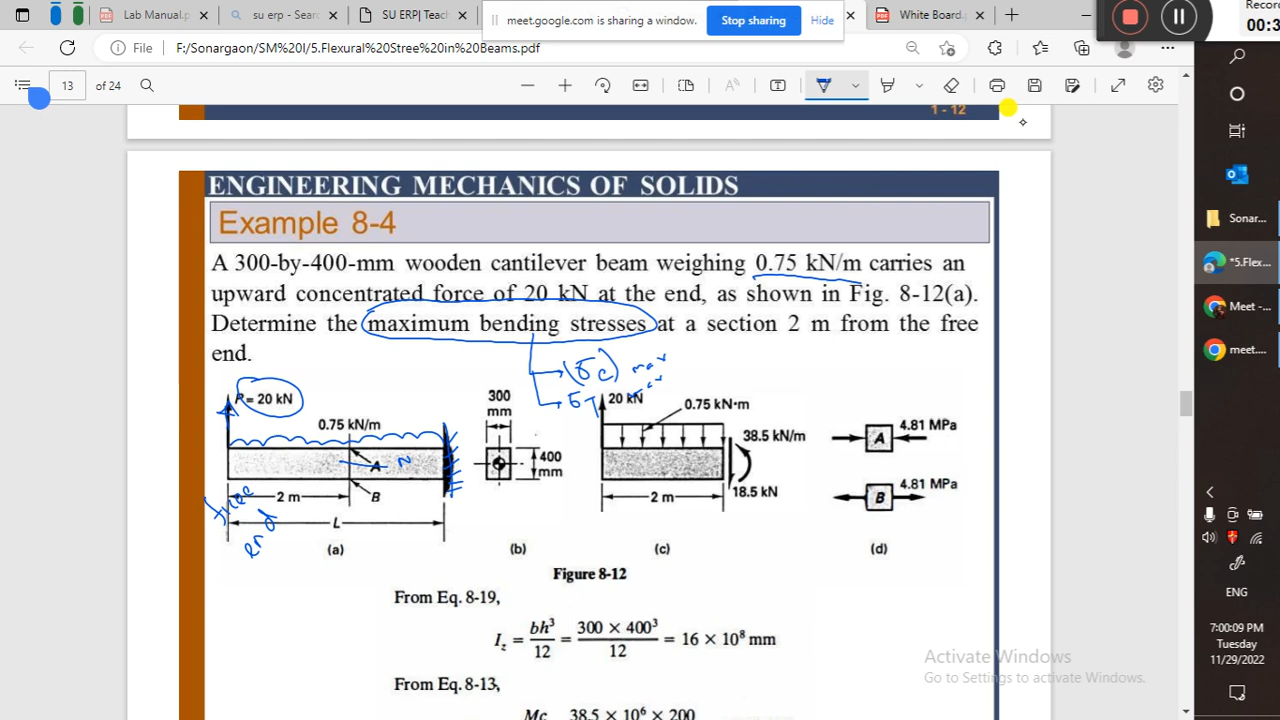 Lab Manual.p
su erp - Sear
SU ERP| Teach
meet.google.com is sharing a window.
Stop sharing
Hide
White Board.
Recor
00:3
File
F:/Sonargaon/SM%20I/5.Flexural%20Stree%20in%20Beams.pdf
13
of 24
1 - 12
ENGINEERING MECHANICS OF SOLIDS
Example 8-4
A 300-by-400-mm wooden cantilever beam weighing 0.75 kN/m carries an
upward concentrated force of 20 kN at the end, as shown in Fig. 8-12(a).
Determine the maximum bending stresses at a section 2 m from the free
end.
(σc) max
σT max
P = 20 kN
0.75 kN/m
A
N
B
2 m
L
free
end
(a)
300
mm
400
mm
(b)
20 kN
0.75 kN·m
38.5 kN/m
18.5 kN
2 m
(c)
A
4.81 MPa
B
4.81 MPa
(d)
Figure 8-12
From Eq. 8-19,
I_z = bh³/12 = 300 × 400³/12 = 16 × 10⁸ mm
From Eq. 8-13,
Mc 38.5 × 10⁶ × 200
Activate Windows
Go to Settings to activate Windows.
Sonar...
*5.Flex...
Meet -...
meet....
ENG
7:00:09 PM
Tuesday
11/29/2022